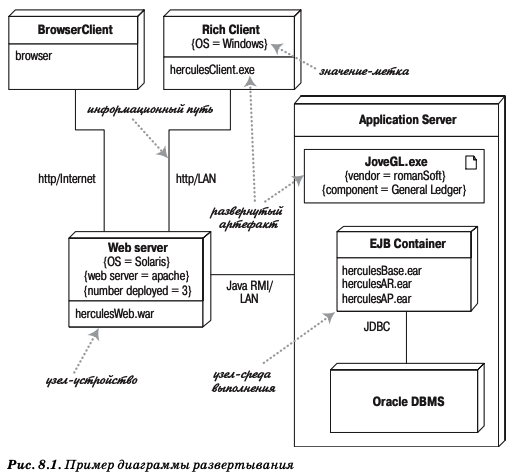 BrowserClient
browser
Rich Client
{OS = Windows}
herculesClient.exe
значение-метка
информационный путь
Application Server
JoveGL.exe
{vendor = romanSoft}
{component = General Ledger}
http/Internet
http/LAN
развернутый
артефакт
Web server
{OS = Solaris}
{web server = apache}
{number deployed = 3}
herculesWeb.war
Java RMI/
LAN
EJB Container
herculesBase.ear
herculesAR.ear
herculesAP.ear
JDBC
узел-устройство
узел-среда
выполнения
Oracle DBMS
Рис. 8.1. Пример диаграммы развертывания